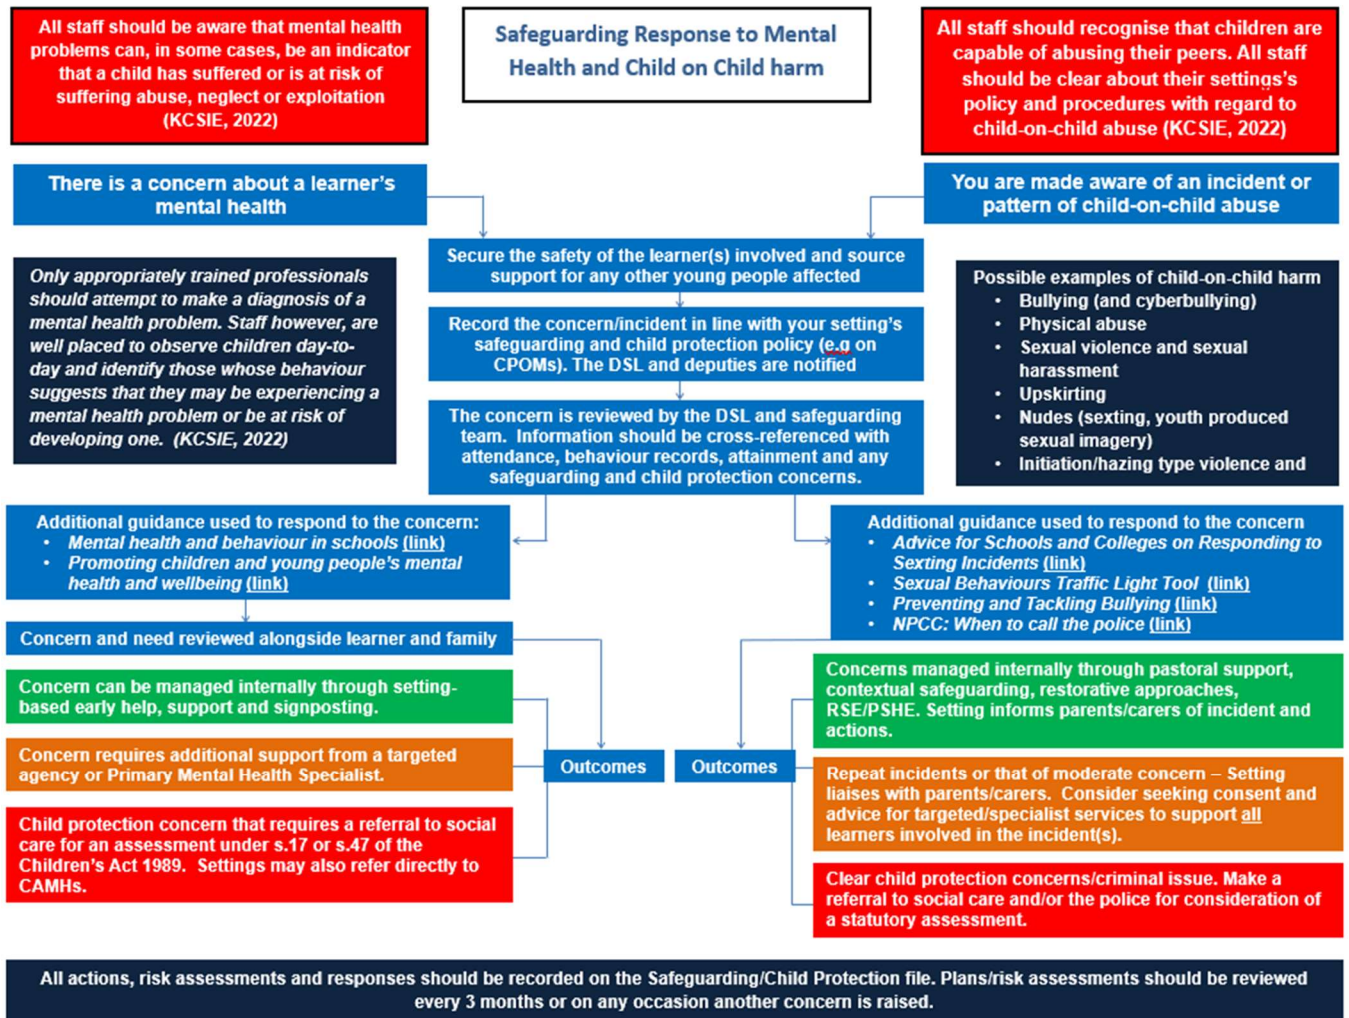 All staff should be aware that mental health
problems can, in some cases, be an indicator
that a child has suffered or is at risk of
suffering abuse, neglect or exploitation
(KCSIE, 2022)
Safeguarding Response to Mental
Health and Child on Child harm
All staff should recognise that children are
capable of abusing their peers. All staff
should be clear about their settings's
policy and procedures with regard to
child-on-child abuse (KCSIE, 2022)
There is a concern about a learner's
mental health
You are made aware of an incident or
pattern of child-on-child abuse
Secure the safety of the learner(s) involved and source
support for any other young people affected
Only appropriately trained professionals
should attempt to make a diagnosis of a
mental health problem. Staff however, are
well placed to observe children day-to-
day and identify those whose behaviour
suggests that they may be experiencing a
mental health problem or be at risk of
developing one. (KCSIE, 2022)
Record the concern/incident in line with your setting's
safeguarding and child protection policy (e.g on
CPOMs). The DSL and deputies are notified
Possible examples of child-on-child harm
• Bullying (and cyberbullying)
• Physical abuse
• Sexual violence and sexual
harassment
• Upskirting
• Nudes (sexting, youth produced
sexual imagery)
• Initiation/hazing type violence and
The concern is reviewed by the DSL and safeguarding
team. Information should be cross-referenced with
attendance, behaviour records, attainment and any
safeguarding and child protection concerns.
Additional guidance used to respond to the concern:
• Mental health and behaviour in schools (link)
• Promoting children and young people's mental
health and wellbeing (link)
Additional guidance used to respond to the concern
• Advice for Schools and Colleges on Responding to
Sexting Incidents (link)
• Sexual Behaviours Traffic Light Tool (link)
• Preventing and Tackling Bullying (link)
• NPCC: When to call the police (link)
Concern and need reviewed alongside learner and family
Concern can be managed internally through setting-
based early help, support and signposting.
Concern requires additional support from a targeted
agency or Primary Mental Health Specialist.
Child protection concern that requires a referral to social
care for an assessment under s.17 or s.47 of the
Children's Act 1989. Settings may also refer directly to
CAMHs.
Outcomes
Outcomes
Concerns managed internally through pastoral support,
contextual safeguarding, restorative approaches,
RSE/PSHE. Setting informs parents/carers of incident and
actions.
Repeat incidents or that of moderate concern – Setting
liaises with parents/carers. Consider seeking consent and
advice for targeted/specialist services to support all
learners involved in the incident(s).
Clear child protection concerns/criminal issue. Make a
referral to social care and/or the police for consideration of
a statutory assessment.
All actions, risk assessments and responses should be recorded on the Safeguarding/Child Protection file. Plans/risk assessments should be reviewed
every 3 months or on any occasion another concern is raised.